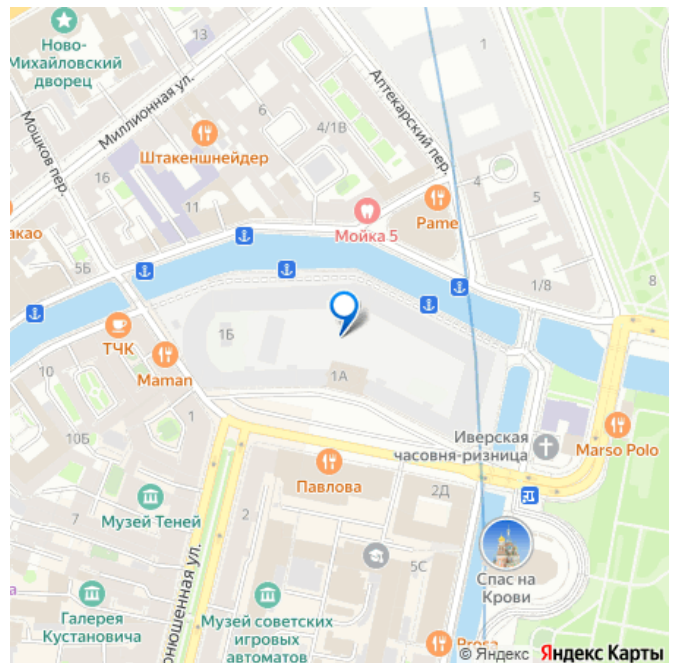 Ново-
Михайловский
дворец
13
1
Миллионная ул.
Аптекарский пер.
6
4/1В
Мошков пер.
Штакеншнейдер
16
4
5
11
Мойка 5
Pame
акао
5Б
1/8
8
1Б
ТЧК
Maman
1А
10
1
Иверская
часовня-ризница
Marso Polo
10Б
Павлова
2Д
Музей Теней
7
2
5С
Спас на
Крови
онюшенная ул.
Галерея
Кустановича
Музей советских
игровых
автоматов
а
© Яндекс Яндекс Карты